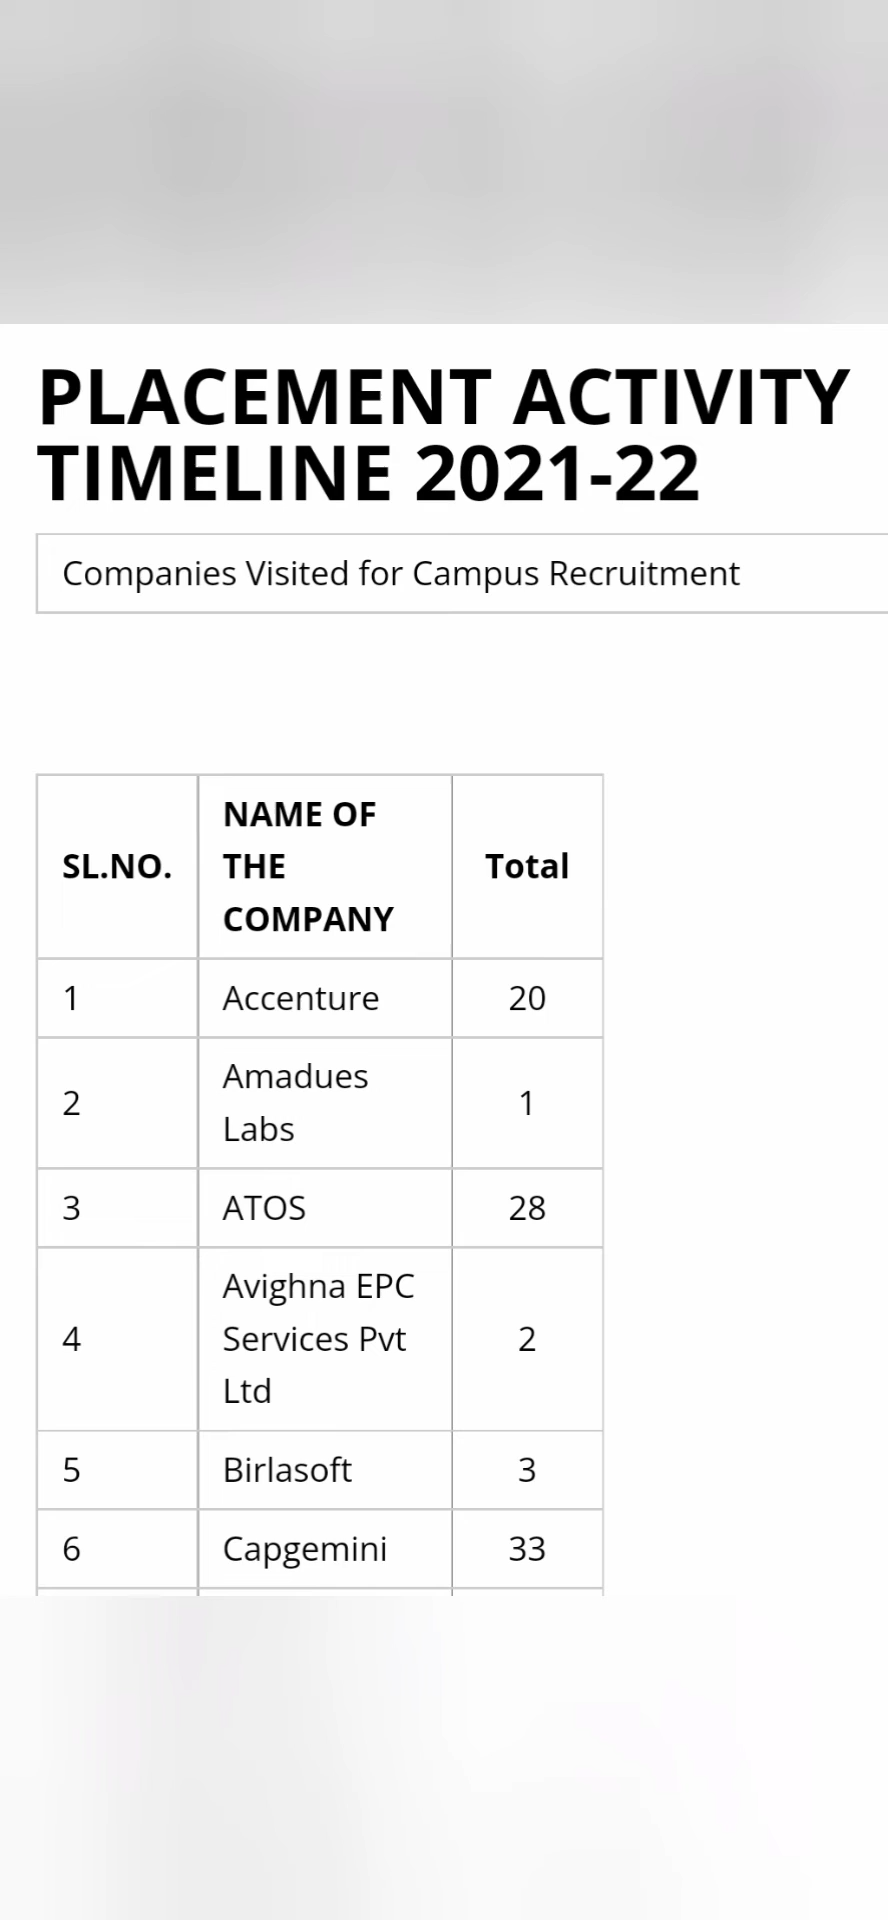 PLACEMENT ACTIVITY
TIMELINE 2021-22
Companies Visited for Campus Recruitment
SL.NO.
NAME OF
THE
COMPANY
Total
1
Accenture
20
2
Amadues
Labs
1
3
ATOS
28
4
Avighna EPC
Services Pvt
Ltd
2
5
Birlasoft
3
6
Capgemini
33